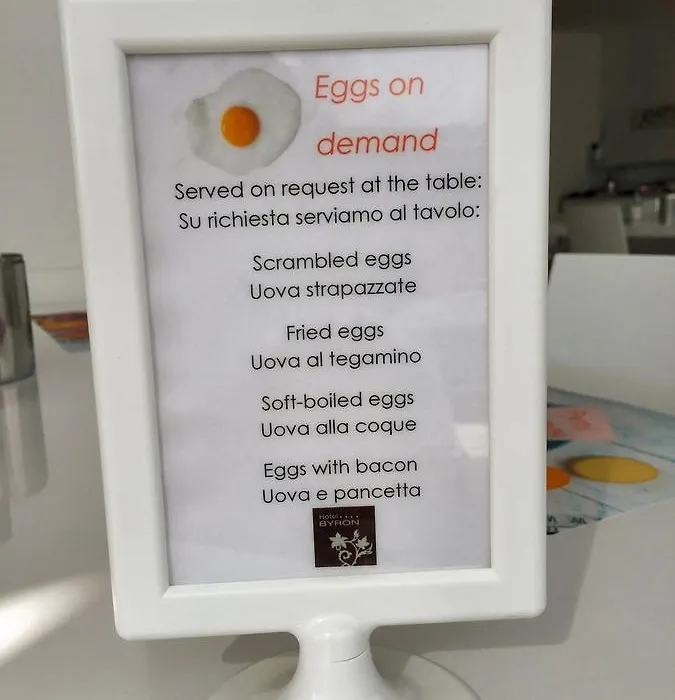 Eggs on
demand
Served on request at the table:
Su richiesta serviamo al tavolo:
Scrambled eggs
Uova strapazzate
Fried eggs
Uova al tegamino
Soft-boiled eggs
Uova alla coque
Eggs with bacon
Uova e pancetta
Hotel
BYRON